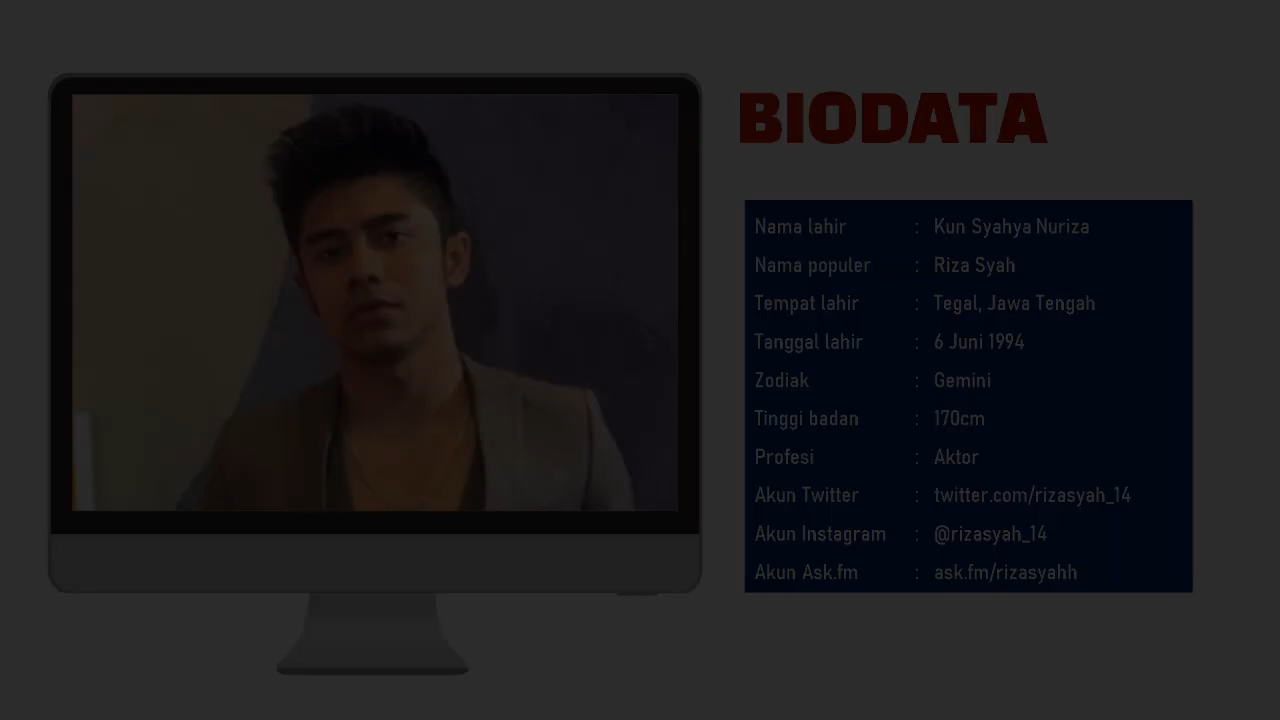 BIODATA
Nama lahir : Kun Syahya Nuriza
Nama populer : Riza Syah
Tempat lahir : Tegal, Jawa Tengah
Tanggal lahir : 6 Juni 1994
Zodiak : Gemini
Tinggi badan : 170cm
Profesi : Aktor
Akun Twitter : twitter.com/rizasyah_14
Akun Instagram : @rizasyah_14
Akun Ask.fm : ask.fm/rizasyahh